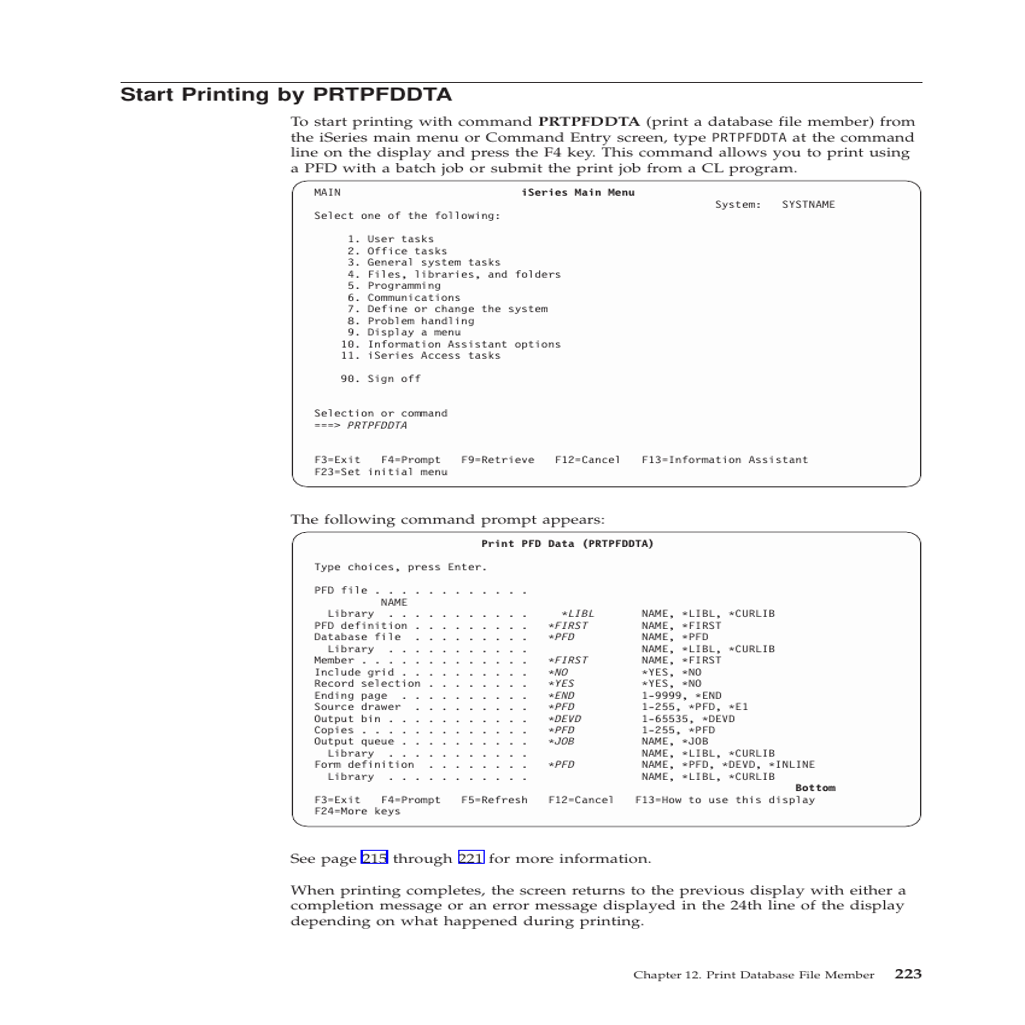 Start Printing by PRTPFDDTA
To start printing with command PRTPFDDTA (print a database file member) from
the iSeries main menu or Command Entry screen, type PRTPFDDTA at the command
line on the display and press the F4 key. This command allows you to print using
a PFD with a batch job or submit the print job from a CL program.
MAIN                           iSeries Main Menu
                                                            System:   SYSTNAME
Select one of the following:

     1. User tasks
     2. Office tasks
     3. General system tasks
     4. Files, libraries, and folders
     5. Programming
     6. Communications
     7. Define or change the system
     8. Problem handling
     9. Display a menu
    10. Information Assistant options
    11. iSeries Access tasks

    90. Sign off


Selection or command
===> PRTPFDDTA


F3=Exit   F4=Prompt   F9=Retrieve   F12=Cancel   F13=Information Assistant
F23=Set initial menu

The following command prompt appears:
                         Print PFD Data (PRTPFDDTA)

Type choices, press Enter.

PFD file . . . . . . . . . . . .
          NAME
  Library  . . . . . . . . . . .     *LIBL       NAME, *LIBL, *CURLIB
PFD definition . . . . . . . . .   *FIRST        NAME, *FIRST
Database file  . . . . . . . . .   *PFD          NAME, *PFD
  Library  . . . . . . . . . . .                 NAME, *LIBL, *CURLIB
Member . . . . . . . . . . . . .   *FIRST        NAME, *FIRST
Include grid . . . . . . . . . .   *NO           *YES, *NO
Record selection . . . . . . . .   *YES          *YES, *NO
Ending page  . . . . . . . . . .   *END          1-9999, *END
Source drawer  . . . . . . . . .   *PFD          1-255, *PFD, *E1
Output bin . . . . . . . . . . .   *DEVD         1-65535, *DEVD
Copies . . . . . . . . . . . . .   *PFD          1-255, *PFD
Output queue . . . . . . . . . .   *JOB          NAME, *JOB
  Library  . . . . . . . . . . .                 NAME, *LIBL, *CURLIB
Form definition  . . . . . . . .   *PFD          NAME, *PFD, *DEVD, *INLINE
  Library  . . . . . . . . . . .                 NAME, *LIBL, *CURLIB
                                                                        Bottom
F3=Exit   F4=Prompt   F5=Refresh   F12=Cancel   F13=How to use this display
F24=More keys

See page 215 through 221 for more information.

When printing completes, the screen returns to the previous display with either a
completion message or an error message displayed in the 24th line of the display
depending on what happened during printing.

Chapter 12. Print Database File Member   223